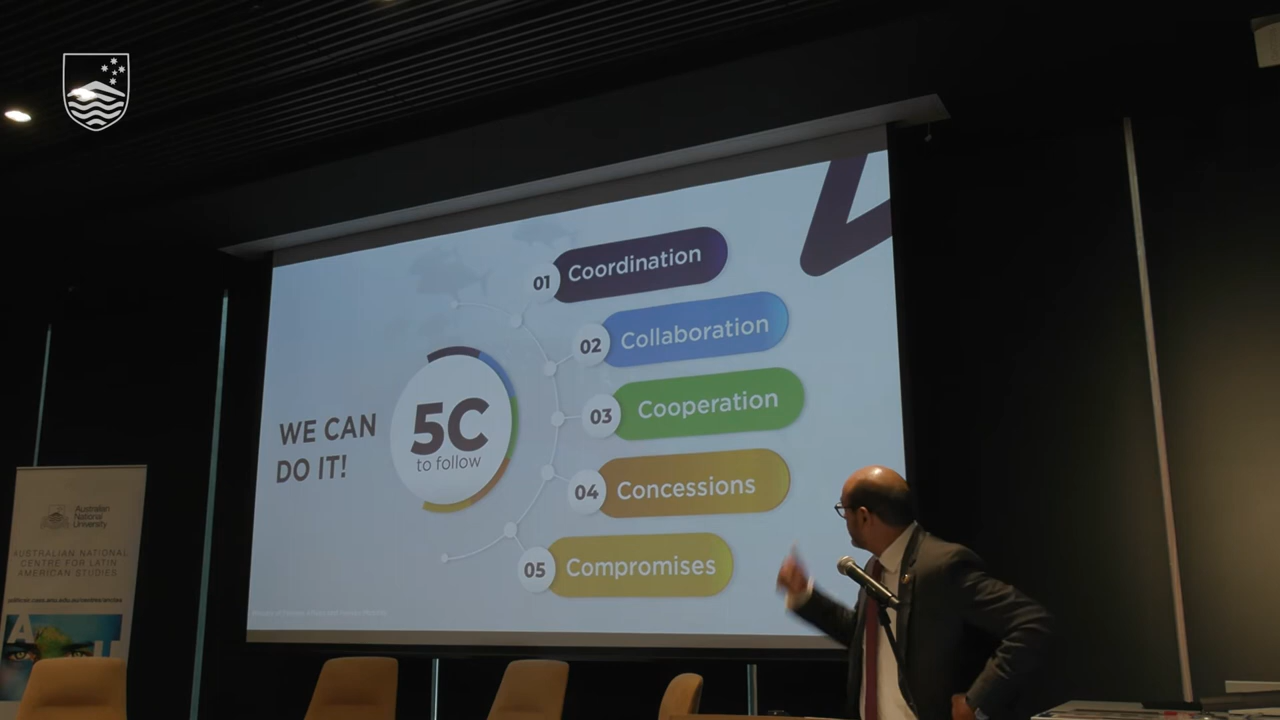 WE CAN
DO IT!
5C
to follow
01 Coordination
02 Collaboration
03 Cooperation
04 Concessions
05 Compromises
Australian
National
University
AUSTRALIAN NATIONAL
CENTRE FOR LATIN
AMERICAN STUDIES